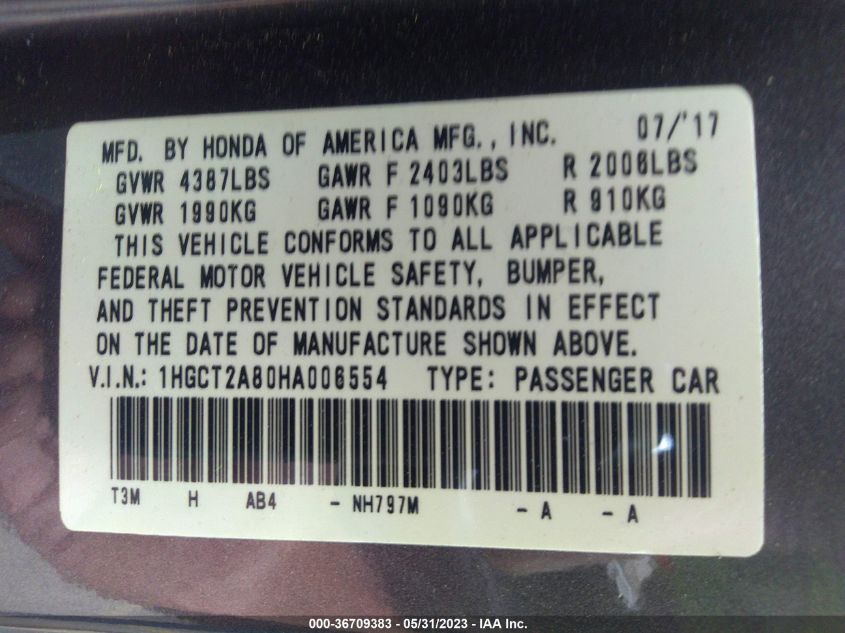 MFD. BY HONDA OF AMERICA MFG., INC. 07/'17
GVWR 4387LBS GAWR F 2403LBS R 2006LBS
GVWR 1990KG GAWR F 1090KG R 910KG
THIS VEHICLE CONFORMS TO ALL APPLICABLE
FEDERAL MOTOR VEHICLE SAFETY, BUMPER,
AND THEFT PREVENTION STANDARDS IN EFFECT
ON THE DATE OF MANUFACTURE SHOWN ABOVE.
V.I.N.: 1HGCT2A80HA006554 TYPE: PASSENGER CAR
T3M H AB4 - NH797M - A - A
000-36709383 - 05/31/2023 - IAA Inc.